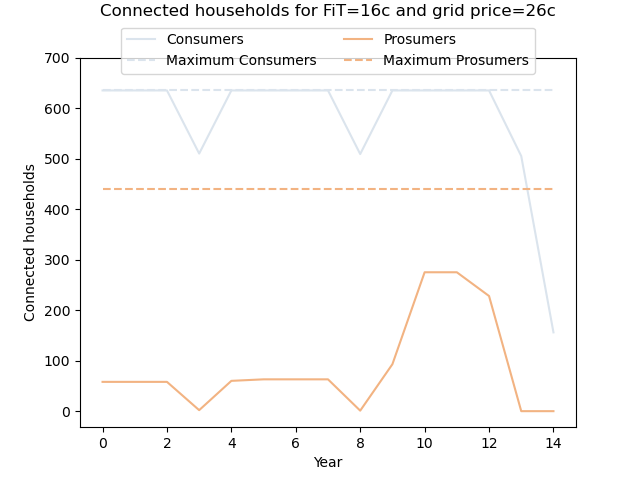 Connected households for FiT=16c and grid price=26c
Consumers
Prosumers
Maximum Consumers
Maximum Prosumers
700
600
500
400
300
200
100
0
Connected households
0 2 4 6 8 10 12 14
Year